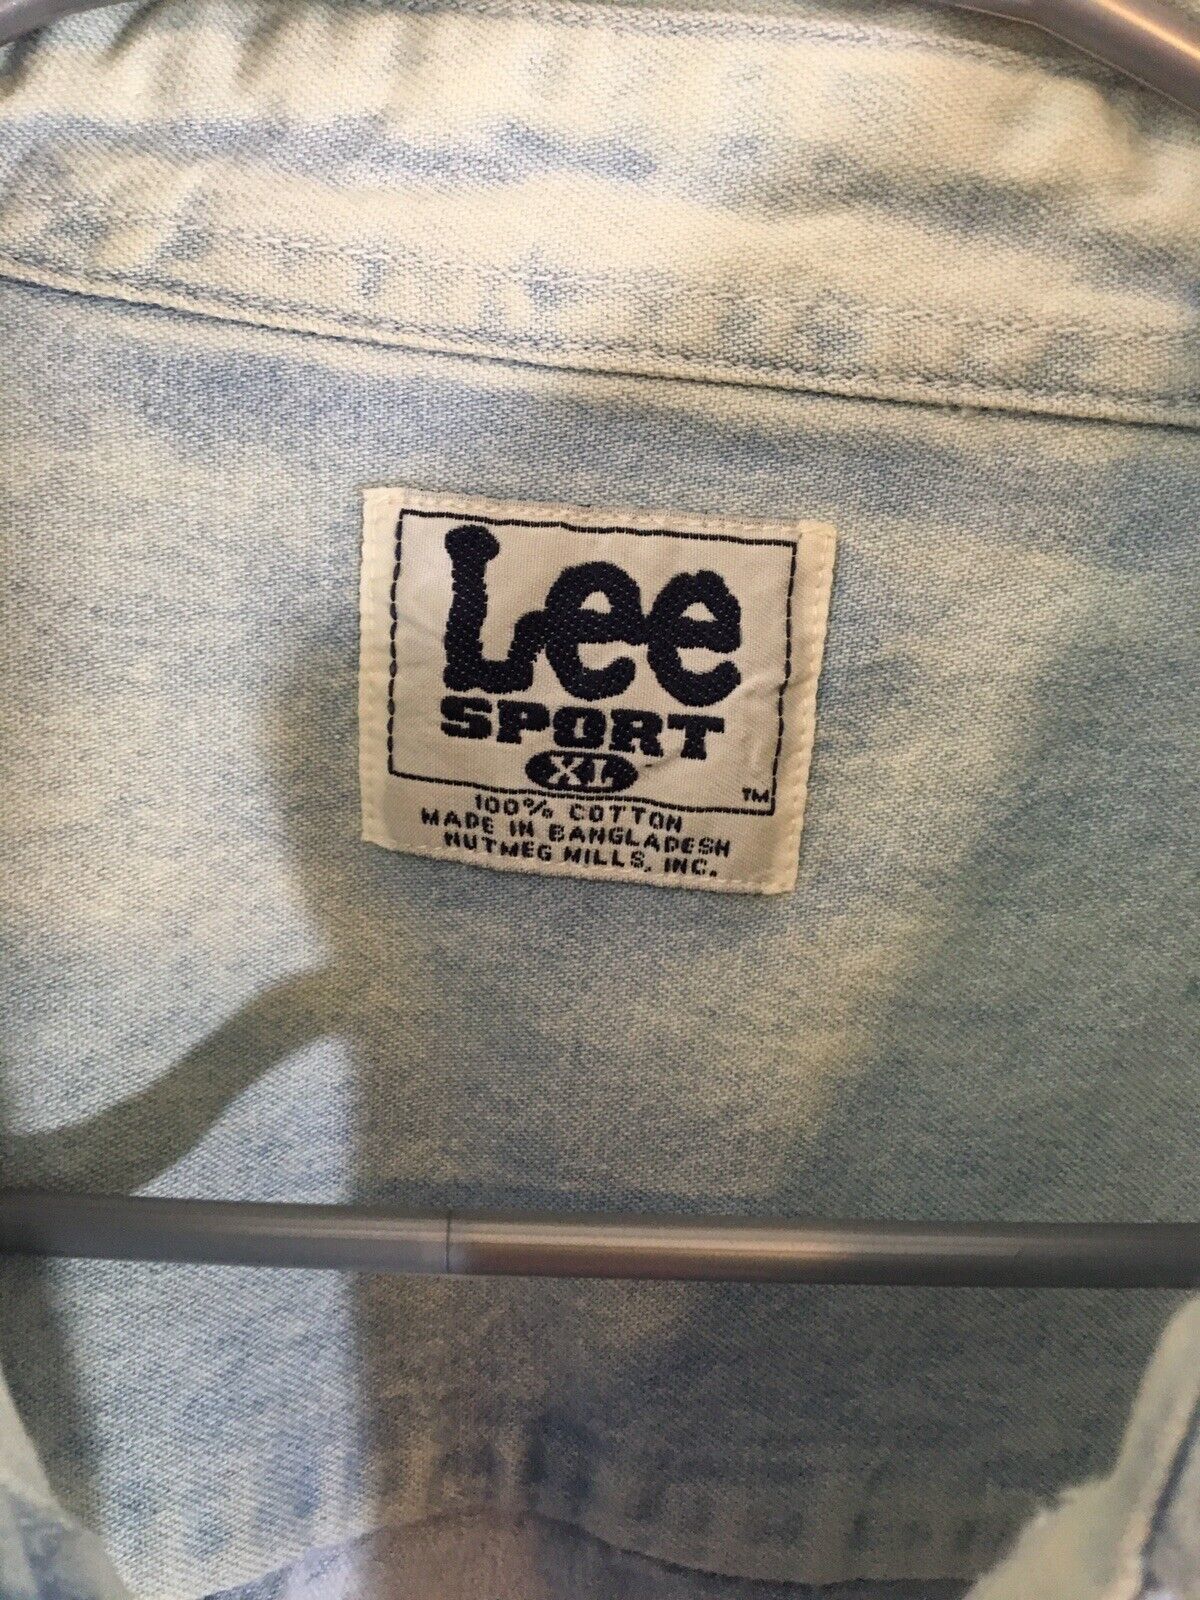 Lee
SPORT
XL
TM
100% COTTON
MADE IN BANGLADESH
NUTMEG MILLS, INC.